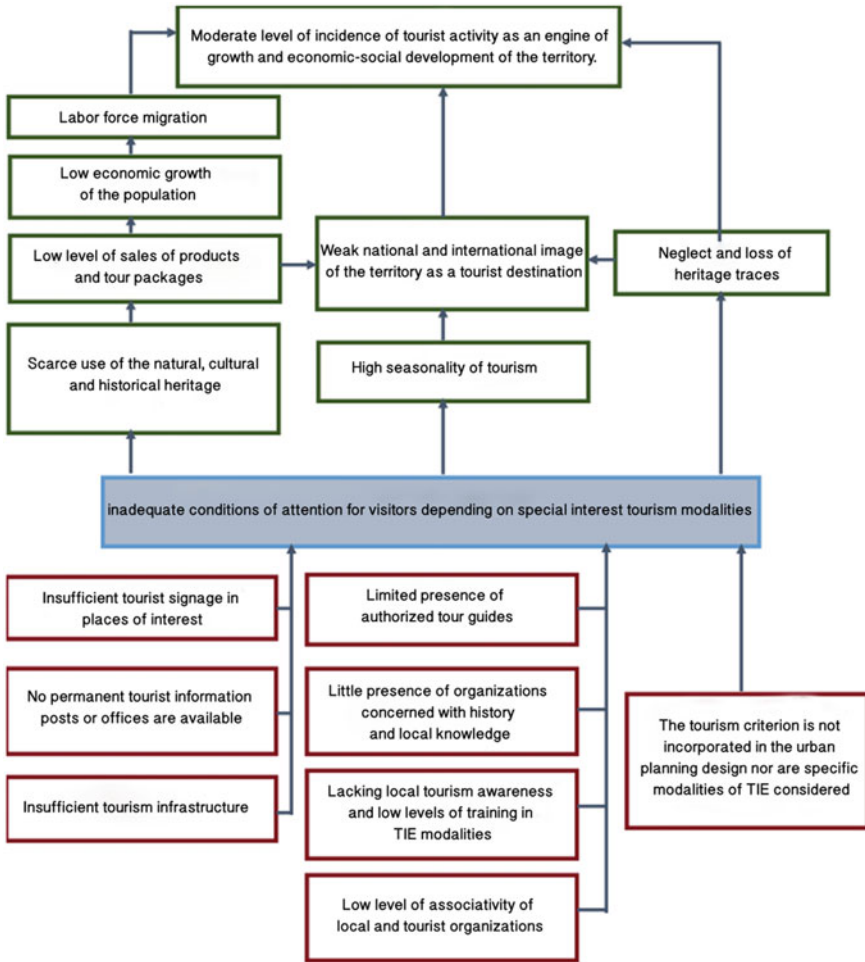 Moderate level of incidence of tourist activity as an engine of
growth and economic-social development of the territory.
Labor force migration
Low economic growth
of the population
Low level of sales of products
and tour packages
Weak national and international image
of the territory as a tourist destination
Neglect and loss of
heritage traces
Scarce use of the natural, cultural
and historical heritage
High seasonality of tourism
inadequate conditions of attention for visitors depending on special interest tourism modalities
Insufficient tourist signage in
places of interest
Limited presence of
authorized tour guides
No permanent tourist information
posts or offices are available
Little presence of organizations
concerned with history
and local knowledge
The tourism criterion is not
incorporated in the urban
planning design nor are specific
modalities of TIE considered
Insufficient tourism infrastructure
Lacking local tourism awareness
and low levels of training in
TIE modalities
Low level of associativity of
local and tourist organizations